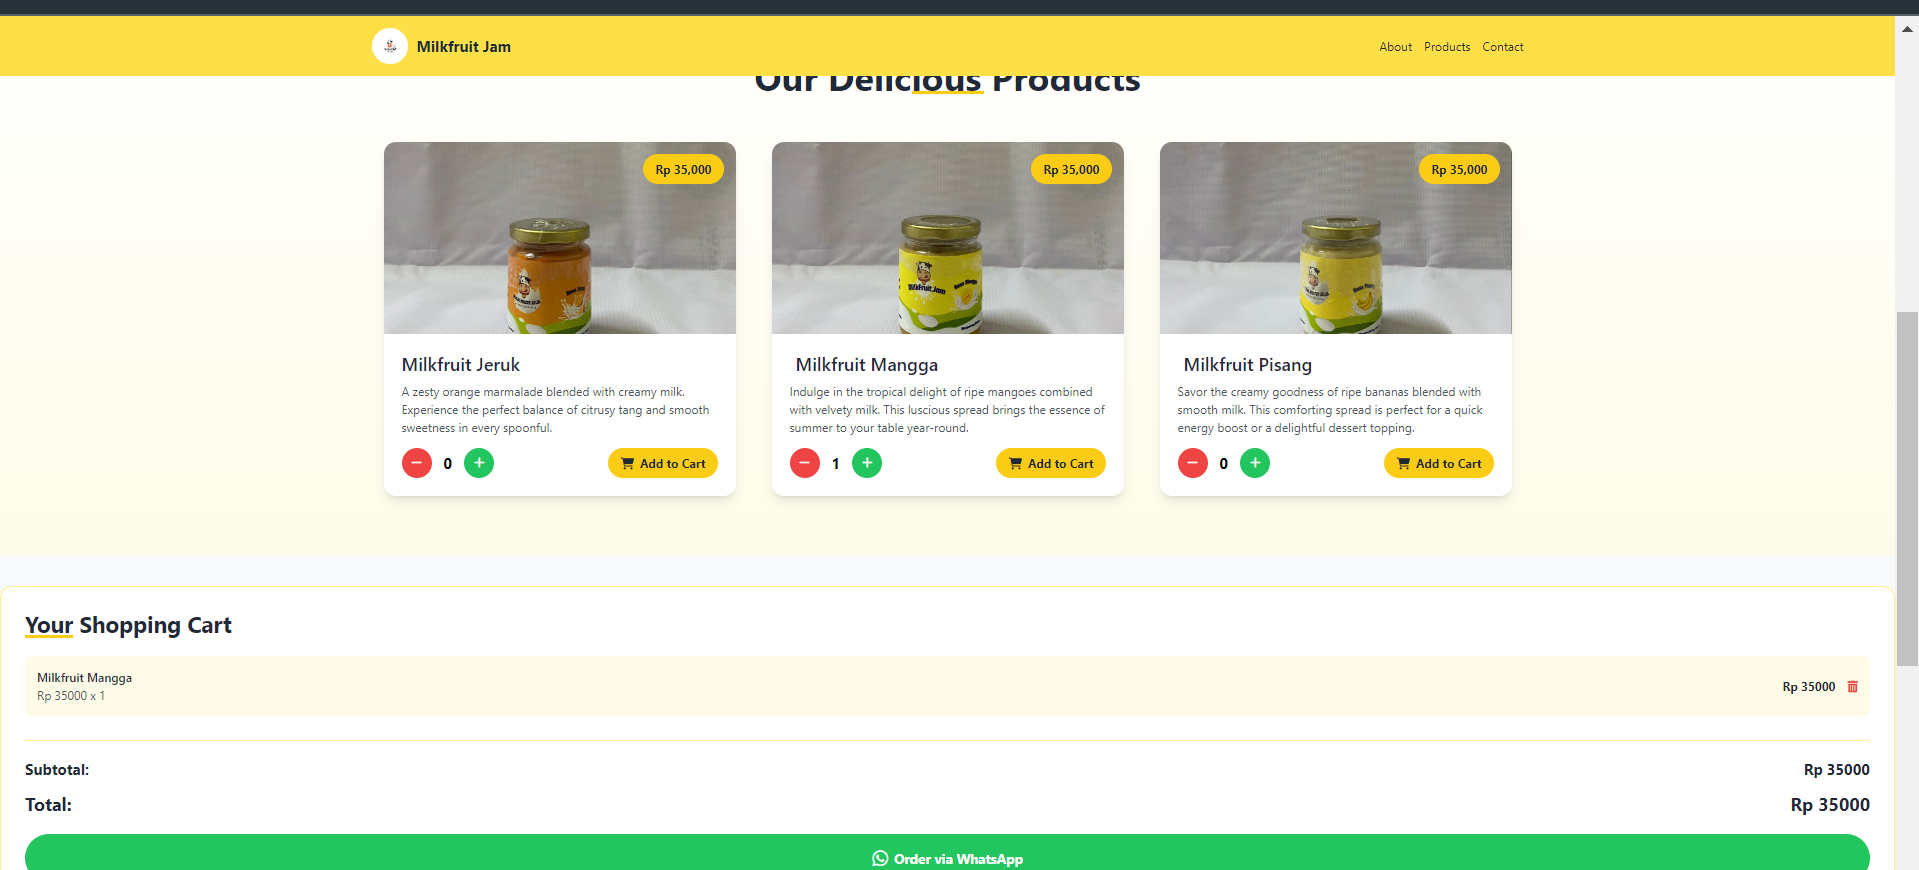 Milkfruit Jam
About Products Contact
Our Delicious Products
Rp 35,000
Milkfruit Jeruk
A zesty orange marmalade blended with creamy milk.
Experience the perfect balance of citrusy tang and smooth
sweetness in every spoonful.
0
Add to Cart
Rp 35,000
Milkfruit Jam
Milkfruit Mangga
Indulge in the tropical delight of ripe mangoes combined
with velvety milk. This luscious spread brings the essence of
summer to your table year-round.
1
Add to Cart
Rp 35,000
Milkfruit Pisang
Savor the creamy goodness of ripe bananas blended with
smooth milk. This comforting spread is perfect for a quick
energy boost or a delightful dessert topping.
0
Add to Cart
Your Shopping Cart
Milkfruit Mangga
Rp 35000 x 1
Rp 35000
Subtotal: Rp 35000
Total: Rp 35000
Order via WhatsApp